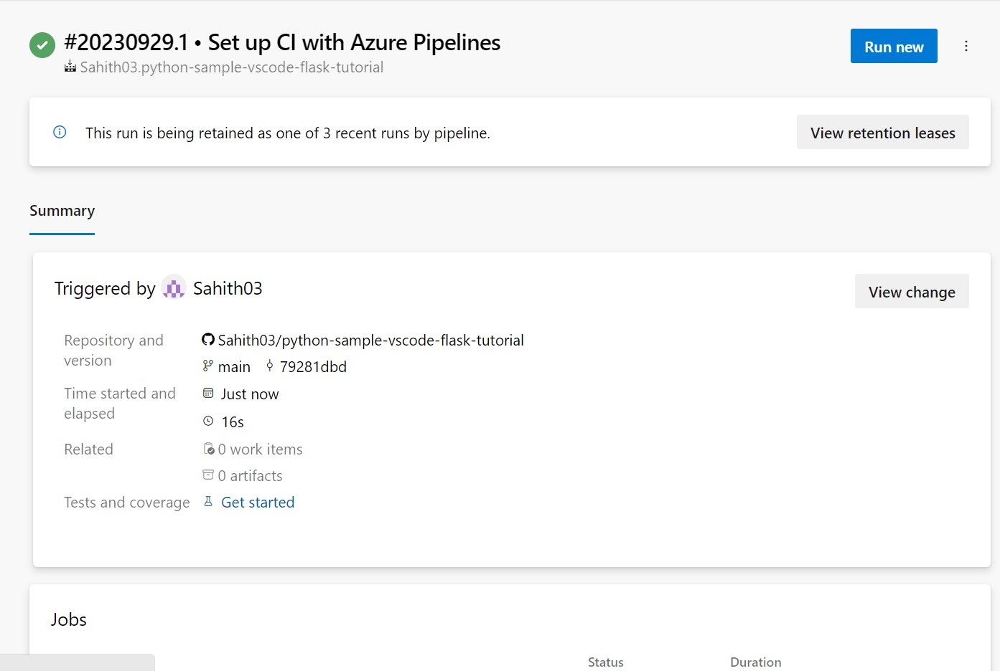 #20230929.1 • Set up CI with Azure Pipelines
Run new
Sahith03.python-sample-vscode-flask-tutorial
This run is being retained as one of 3 recent runs by pipeline.
View retention leases
Summary
Triggered by Sahith03
View change
Repository and version
Sahith03/python-sample-vscode-flask-tutorial
main 79281dbd
Time started and elapsed
Just now
16s
Related
0 work items
0 artifacts
Tests and coverage
Get started
Jobs
Status Duration